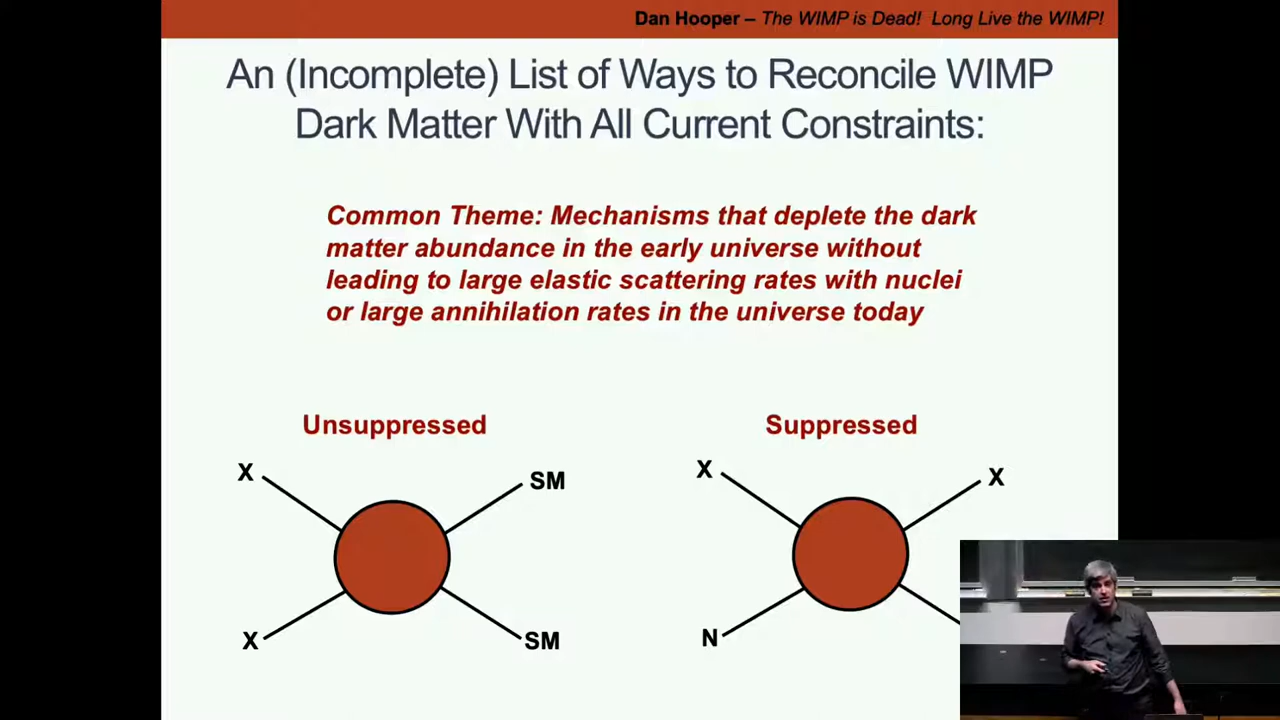 Dan Hooper – The WIMP is Dead! Long Live the WIMP!
An (Incomplete) List of Ways to Reconcile WIMP
Dark Matter With All Current Constraints:
Common Theme: Mechanisms that deplete the dark
matter abundance in the early universe without
leading to large elastic scattering rates with nuclei
or large annihilation rates in the universe today
Unsuppressed
Suppressed
X
SM
X
SM
X
X
N